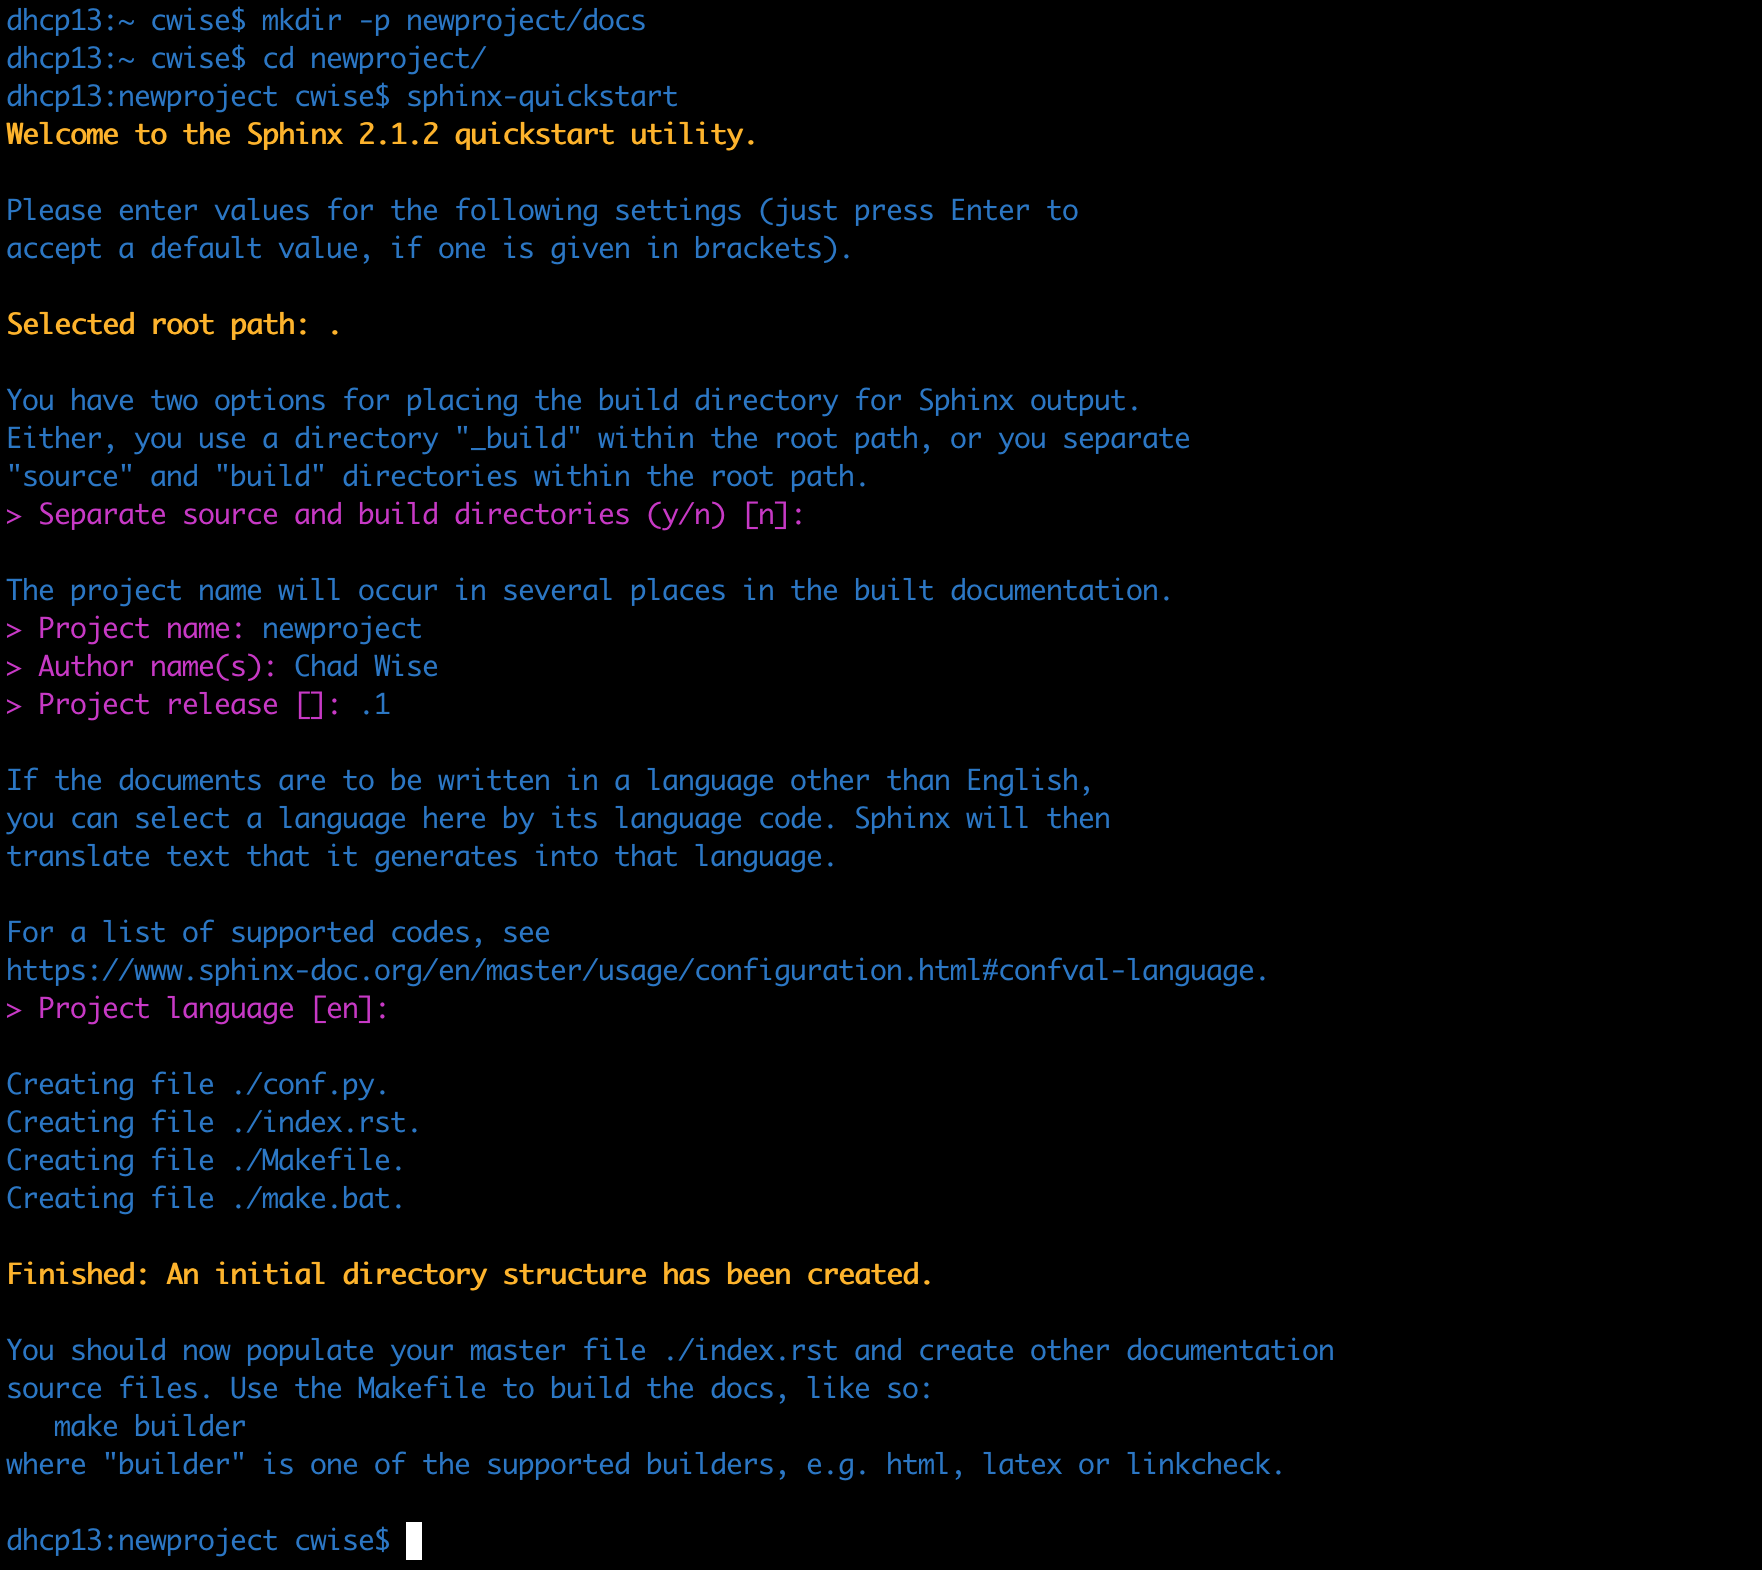 dhcp13:~ cwise$ mkdir -p newproject/docs
dhcp13:~ cwise$ cd newproject/
dhcp13:newproject cwise$ sphinx-quickstart
Welcome to the Sphinx 2.1.2 quickstart utility.
Please enter values for the following settings (just press Enter to
accept a default value, if one is given in brackets).
Selected root path: .
You have two options for placing the build directory for Sphinx output.
Either, you use a directory "_build" within the root path, or you separate
"source" and "build" directories within the root path.
> Separate source and build directories (y/n) [n]:
The project name will occur in several places in the built documentation.
> Project name: newproject
> Author name(s): Chad Wise
> Project release []: .1
If the documents are to be written in a language other than English,
you can select a language here by its language code. Sphinx will then
translate text that it generates into that language.
For a list of supported codes, see
https://www.sphinx-doc.org/en/master/usage/configuration.html#confval-language.
> Project language [en]:
Creating file ./conf.py.
Creating file ./index.rst.
Creating file ./Makefile.
Creating file ./make.bat.
Finished: An initial directory structure has been created.
You should now populate your master file ./index.rst and create other documentation
source files. Use the Makefile to build the docs, like so:
   make builder
where "builder" is one of the supported builders, e.g. html, latex or linkcheck.
dhcp13:newproject cwise$